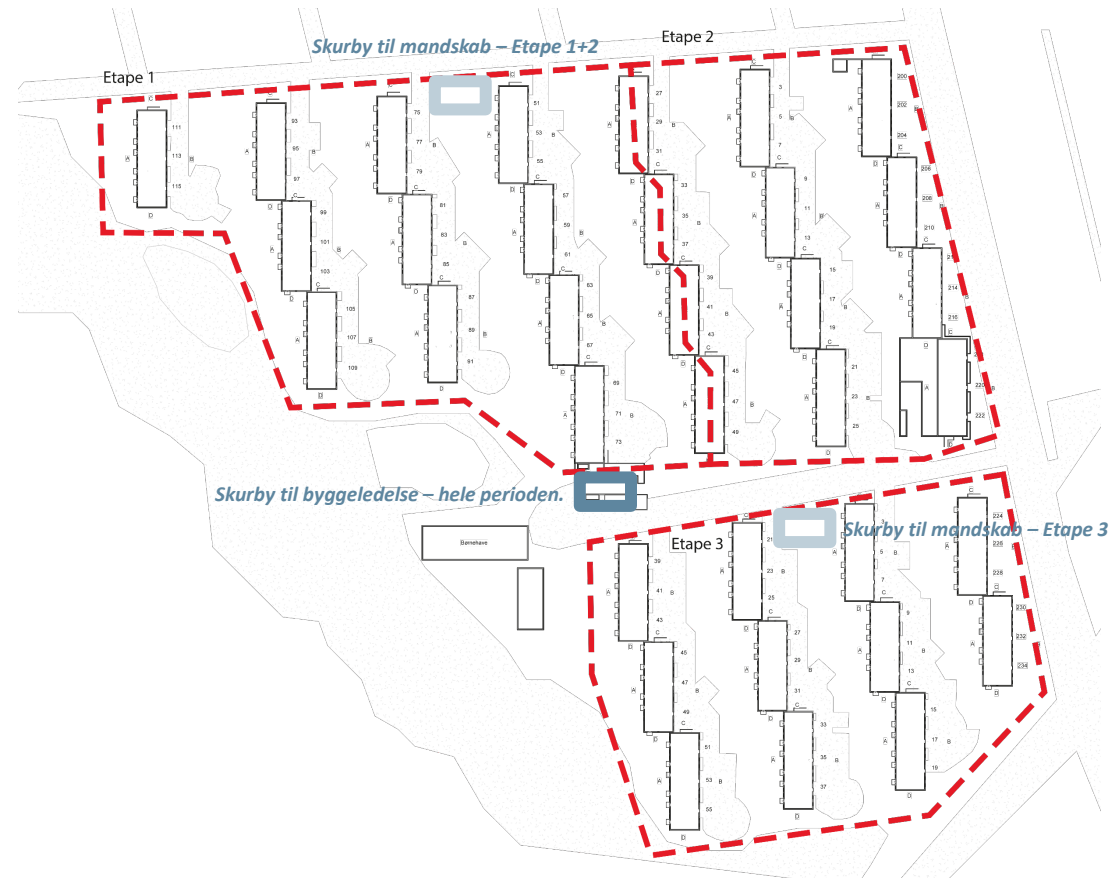 Etape 2
Skurby til mandskab – Etape 1+2
Etape 1
C
111
A
113
B
115
D
C
93
95
A
B
97
C
D
99
101
A
B
103
C
D
105
107
A
B
109
D
C
75
77
A
B
79
C
D
81
83
A
B
85
C
D
87
89
A
B
91
D
C
51
53
A
B
55
C
D
57
59
A
B
61
C
D
63
65
A
B
67
C
D
69
71
A
B
73
27
29
A
B
31
C
D
33
35
A
B
37
C
D
39
41
A
B
43
C
D
45
47
A
B
49
D
C
3
5
A
B
7
C
D
9
11
A
B
13
C
D
15
17
A
B
19
C
D
21
23
A
B
25
D
200
202
A
204
C
D
206
208
A
B
210
C
D
214
A
B
216
C
D
A
220
B
222
D
Skurby til byggeledelse – hele perioden.
Børnehave
Etape 3
Skurby til mandskab – Etape 3
39
41
A
B
43
C
D
45
47
A
B
49
C
D
51
53
A
B
55
D
21
23
A
B
25
C
D
27
29
A
B
31
C
D
33
35
A
B
37
D
3
5
A
B
7
C
D
9
11
A
B
13
C
D
15
17
A
B
19
D
C
224
226
A
228
C
D
230
232
A
B
234
D